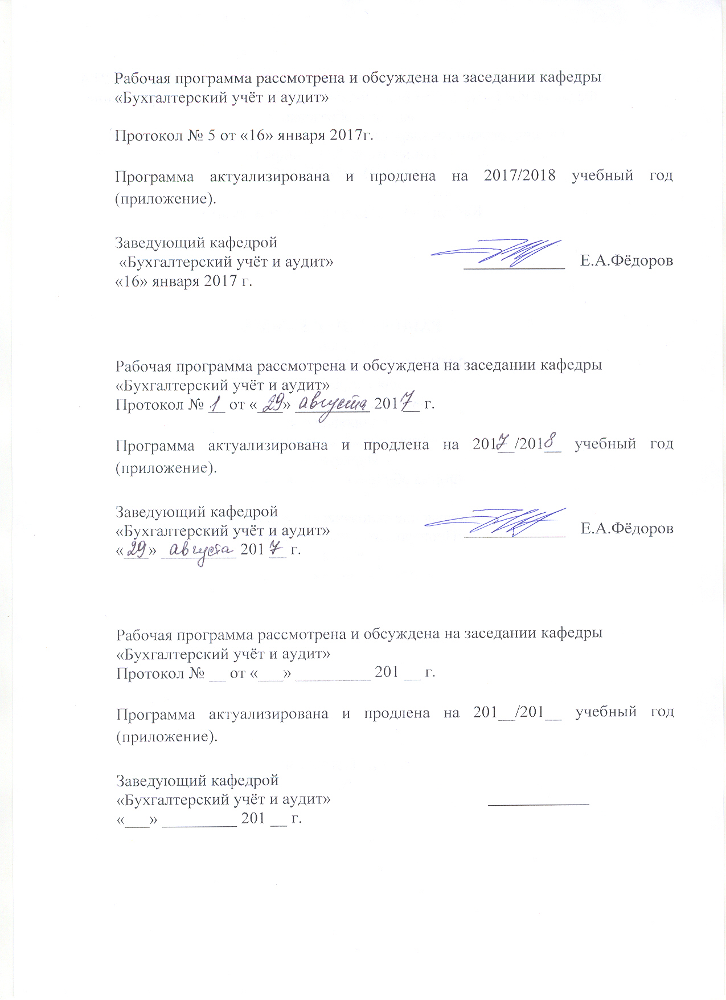 Рабочая программа рассмотрена и обсуждена на заседании кафедры
«Бухгалтерский учёт и аудит»
Протокол № 5 от «16» января 2017г.
Программа актуализирована и продлена на 2017/2018 учебный год
(приложение).
Заведующий кафедрой
«Бухгалтерский учёт и аудит» ____________ Е.А.Фёдоров
«16» января 2017 г.
Рабочая программа рассмотрена и обсуждена на заседании кафедры
«Бухгалтерский учёт и аудит»
Протокол № 1 от «29» августа 2017 г.
Программа актуализирована и продлена на 2017/2018 учебный год
(приложение).
Заведующий кафедрой
«Бухгалтерский учёт и аудит» ____________ Е.А.Фёдоров
«29» августа 2017 г.
Рабочая программа рассмотрена и обсуждена на заседании кафедры
«Бухгалтерский учёт и аудит»
Протокол № __ от «___» _________ 201 __ г.
Программа актуализирована и продлена на 201__/201__ учебный год
(приложение).
Заведующий кафедрой
«Бухгалтерский учёт и аудит» ____________
«___» _________ 201 __ г.